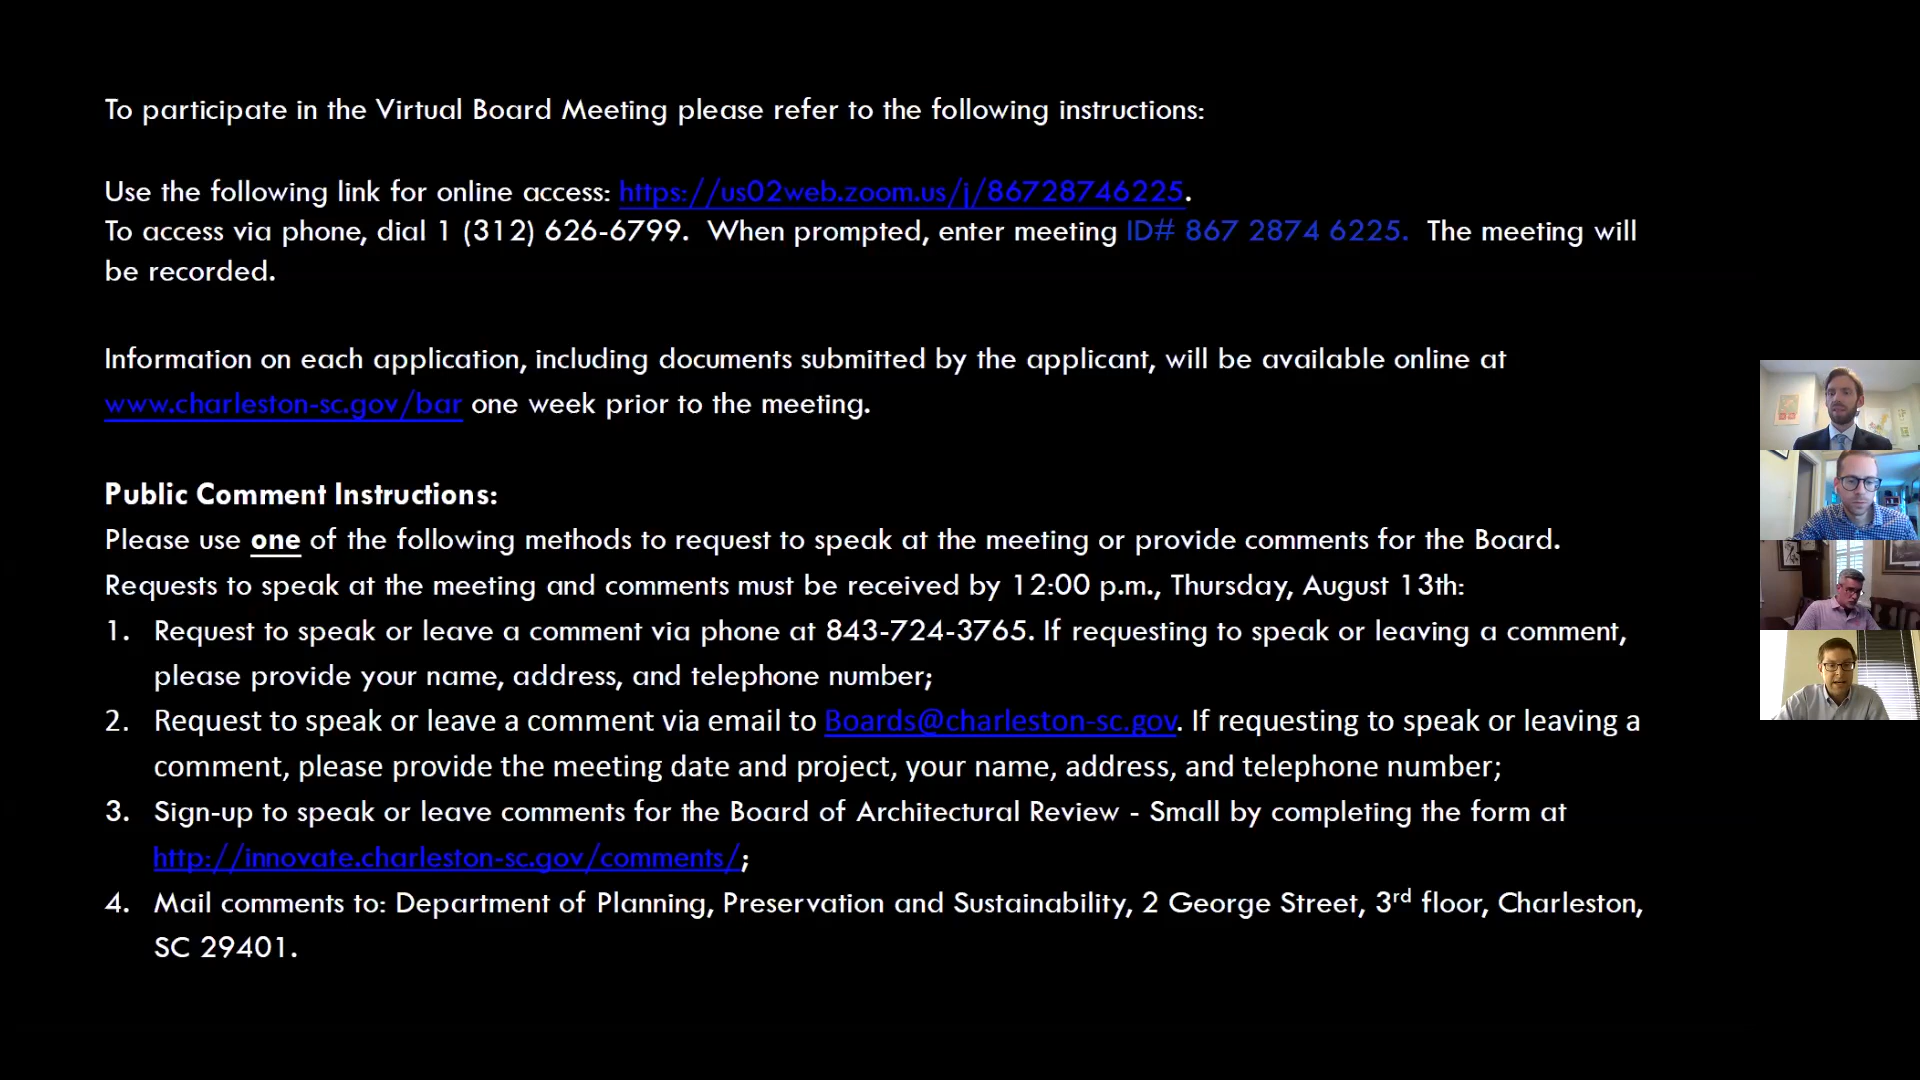 To participate in the Virtual Board Meeting please refer to the following instructions:
Use the following link for online access: https://us02web.zoom.us/j/86728746225.
To access via phone, dial 1 (312) 626-6799.  When prompted, enter meeting ID# 867 2874 6225.  The meeting will
be recorded.
Information on each application, including documents submitted by the applicant, will be available online at
www.charleston-sc.gov/bar one week prior to the meeting.
Public Comment Instructions:
Please use one of the following methods to request to speak at the meeting or provide comments for the Board.
Requests to speak at the meeting and comments must be received by 12:00 p.m., Thursday, August 13th:
1. Request to speak or leave a comment via phone at 843-724-3765. If requesting to speak or leaving a comment,
please provide your name, address, and telephone number;
2. Request to speak or leave a comment via email to Boards@charleston-sc.gov. If requesting to speak or leaving a
comment, please provide the meeting date and project, your name, address, and telephone number;
3. Sign-up to speak or leave comments for the Board of Architectural Review - Small by completing the form at
http://innovate.charleston-sc.gov/comments/;
4. Mail comments to: Department of Planning, Preservation and Sustainability, 2 George Street, 3rd floor, Charleston,
SC 29401.